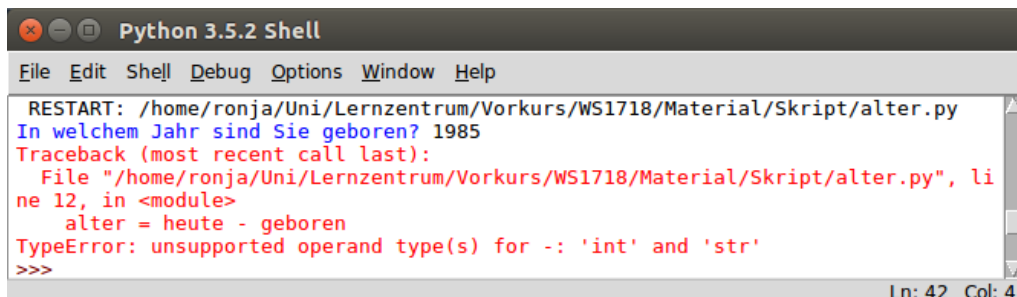 Python 3.5.2 Shell
File Edit Shell Debug Options Window Help
RESTART: /home/ronja/Uni/Lernzentrum/Vorkurs/WS1718/Material/Skript/alter.py
In welchem Jahr sind Sie geboren? 1985
Traceback (most recent call last):
  File "/home/ronja/Uni/Lernzentrum/Vorkurs/WS1718/Material/Skript/alter.py", li
ne 12, in <module>
    alter = heute - geboren
TypeError: unsupported operand type(s) for -: 'int' and 'str'
>>>
Ln: 42 Col: 4